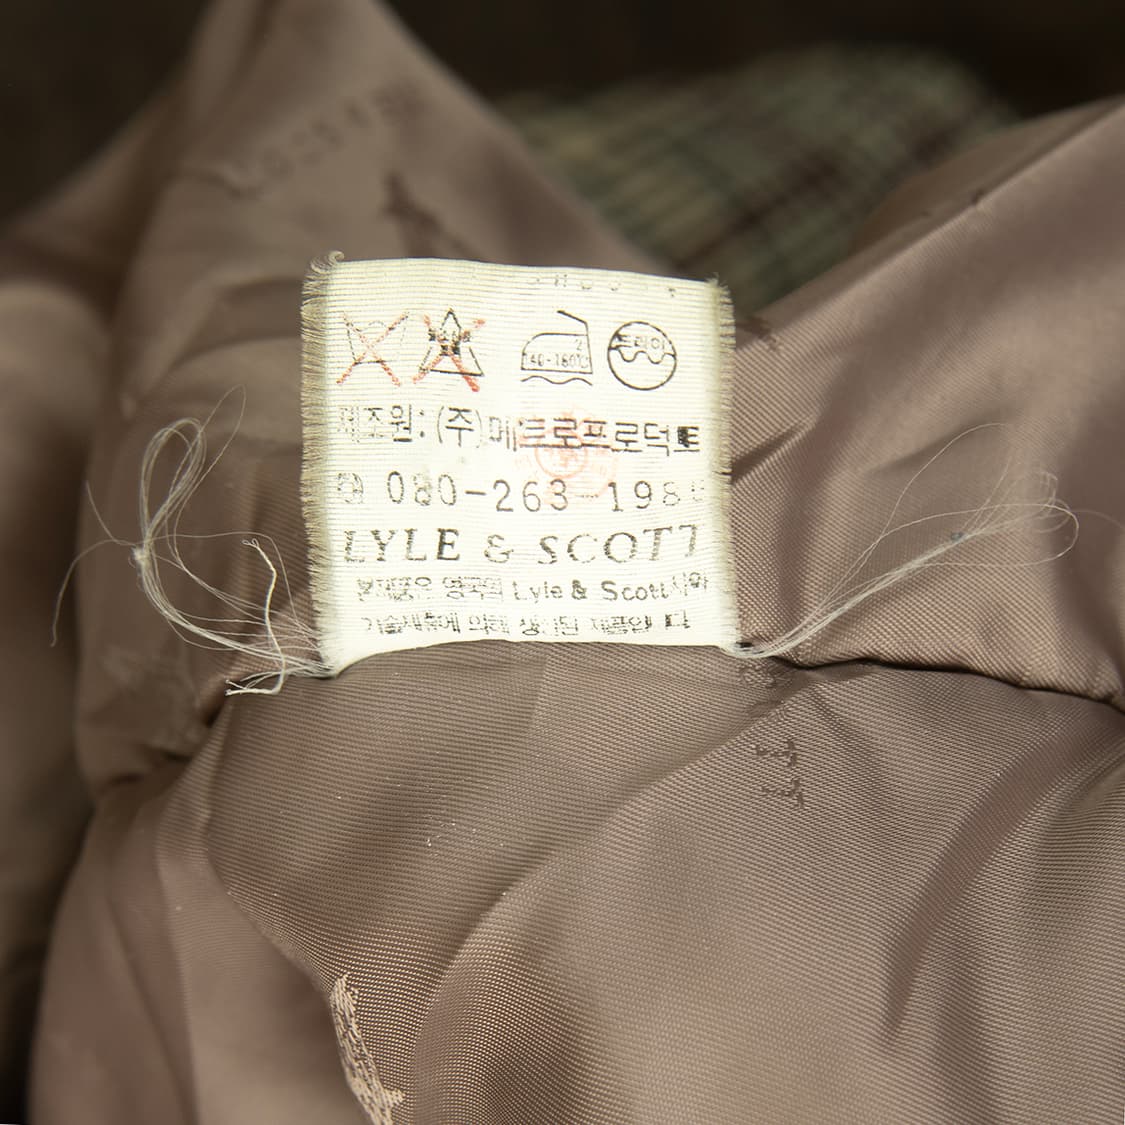 2
140-160℃
드라이
제조원: (주)메트로프로덕트
080-263-198
LYLE & SCOTT
본제품은 영국의 Lyle & Scott사와
기술제휴에 의해 생산된 제품입니다